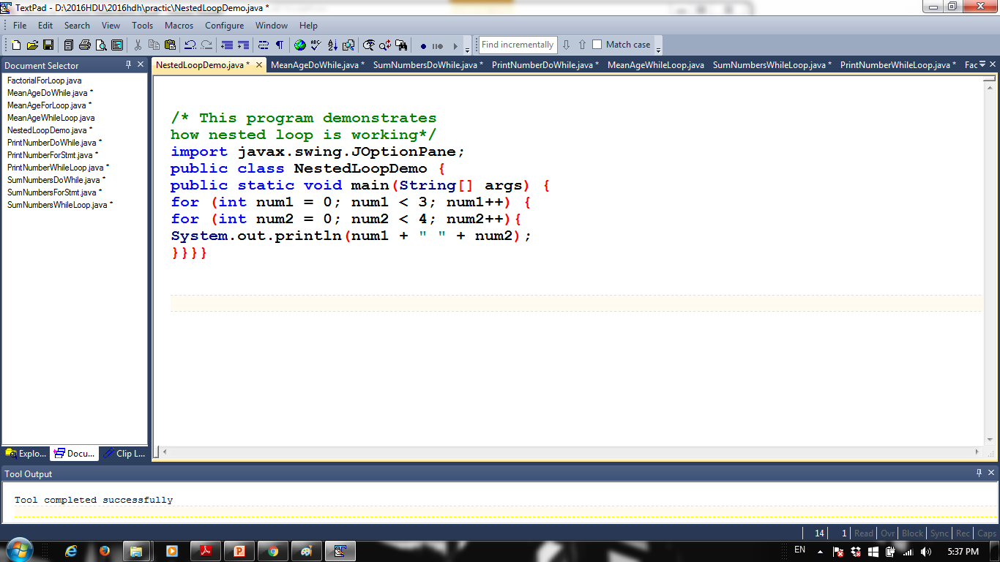 TextPad - D:\2016HDU\2016hdh\practic\NestedLoopDemo.java *
File Edit Search View Tools Macros Configure Window Help
Find incrementally Match case
Document Selector
NestedLoopDemo.java * MeanAgeDoWhile.java * SumNumbersDoWhile.java * PrintNumberDoWhile.java * MeanAgeWhileLoop.java SumNumbersWhileLoop.java * PrintNumberWhileLoop.java * Fac
FactorialForLoop.java
MeanAgeDoWhile.java *
MeanAgeForLoop.java *
MeanAgeWhileLoop.java
NestedLoopDemo.java *
PrintNumberDoWhile.java *
PrintNumberForStmt.java *
PrintNumberWhileLoop.java *
SumNumbersDoWhile.java *
SumNumbersForStmt.java *
SumNumbersWhileLoop.java *
/* This program demonstrates
how nested loop is working*/
import javax.swing.JOptionPane;
public class NestedLoopDemo {
public static void main(String[] args) {
for (int num1 = 0; num1 < 3; num1++) {
for (int num2 = 0; num2 < 4; num2++){
System.out.println(num1 + " " + num2);
}}}}
Explo... Docu... Clip L...
Tool Output
Tool completed successfully
14 1 Read Ovr Block Sync Rec Caps
EN 5:37 PM